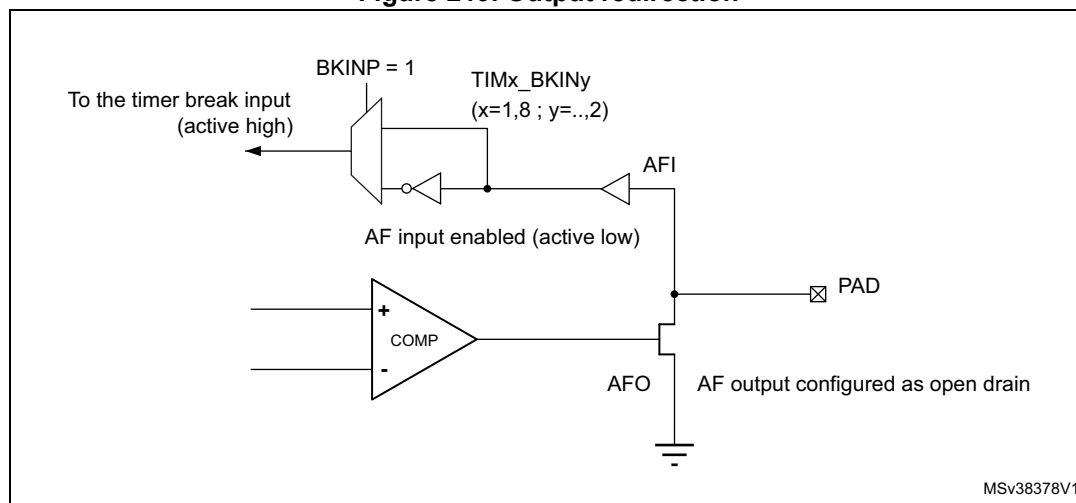 Figure 240. Output redirection
BKINP = 1
TIMx_BKINy
(x=1,8 ; y=..,2)
To the timer break input
(active high)
AFI
AF input enabled (active low)
PAD
+
COMP
-
AFO
AF output configured as open drain
MSv38378V1